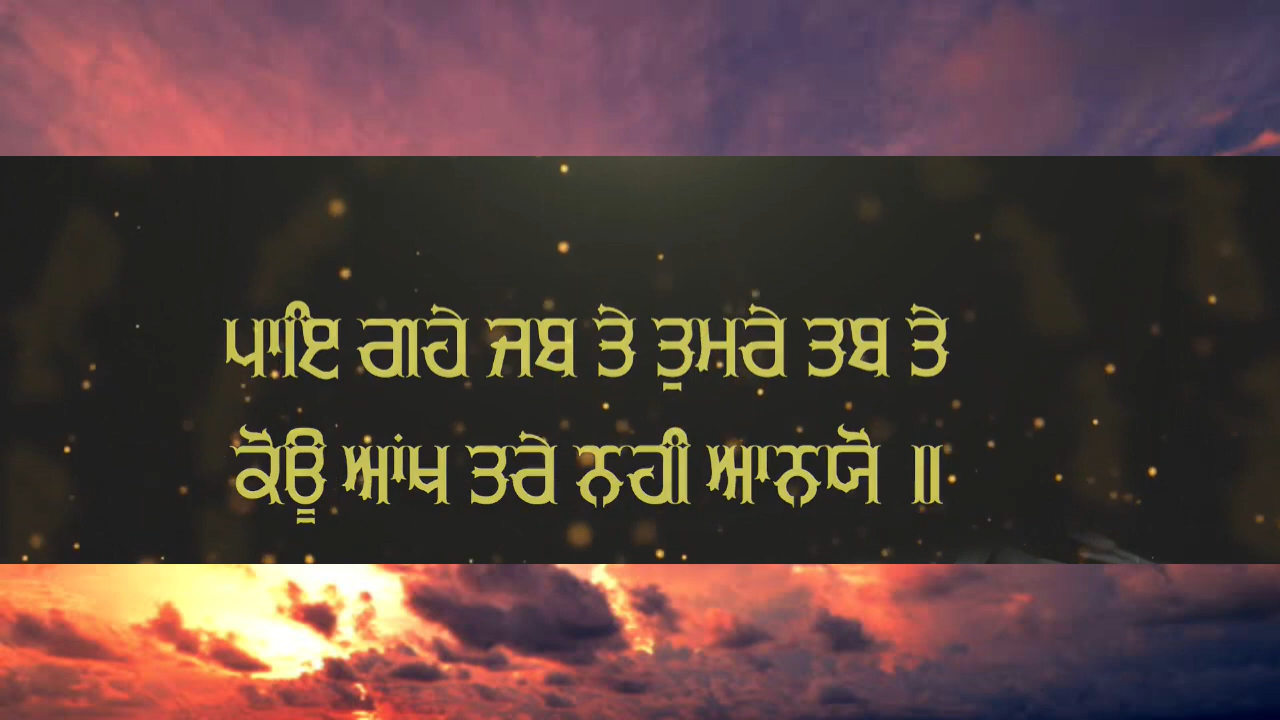 ਪਾਇ ਗਹੇ ਜਬ ਤੇ ਤੁਮਰੇ ਤਬ ਤੇ
ਕੋਊ ਆਂਖ ਤਰੇ ਨਹੀ ਆਨਯੋ ॥